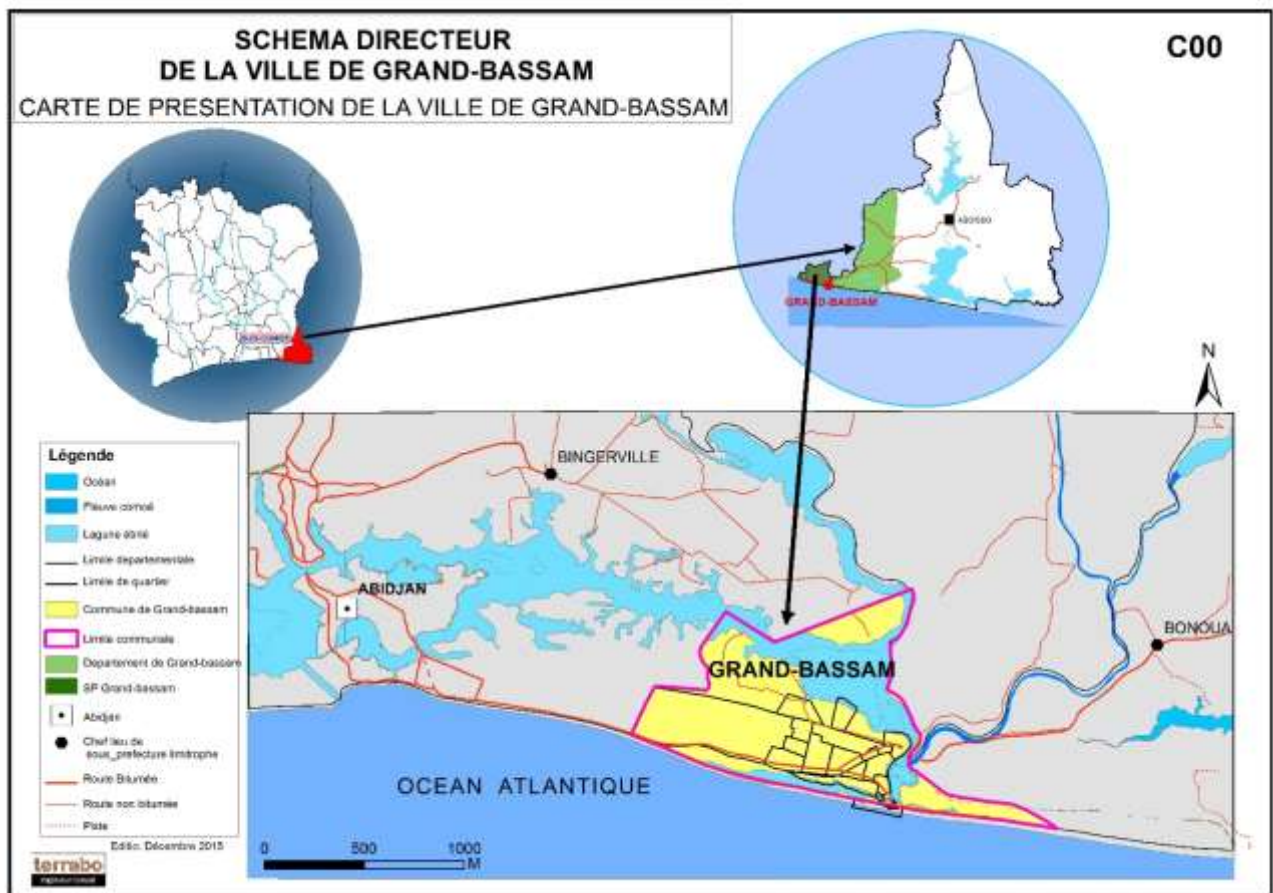 SCHEMA DIRECTEUR
DE LA VILLE DE GRAND-BASSAM
CARTE DE PRESENTATION DE LA VILLE DE GRAND-BASSAM
C00
ABOISSO
GRAND-BASSAM
N
Légende
Océan
Fleuve comoé
Lagune ébrié
Limite départementale
Limite de quartier
Commune de Grand-bassam
Limite communale
Departement de Grand-bassam
SP Grand-bassam
Abidjan
Chef lieu de
sous_prefecture limitrophe
Route Bitumée
Route non bitumée
Piste
BINGERVILLE
ABIDJAN
GRAND-BASSAM
BONOUA
OCEAN ATLANTIQUE
0 500 1000
M
Editio. Décembre 2015
terrabo